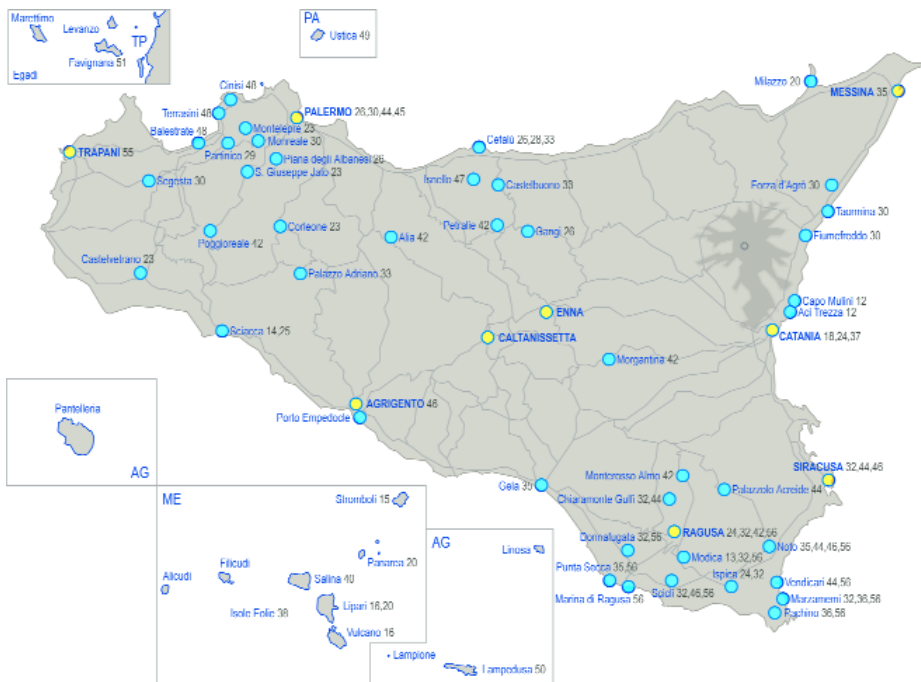 Marettimo
Levanzo
TP
Favignana 51
Egadi
PA
Ustica 49
Cinisi 48
Terrasini 48
PALERMO 26,30,44,45
Balestrate 48
Montelepre 23
Monreale 30
Partinico 29
Piana degli Albanesi 26
S. Giuseppe Jato 23
TRAPANI 55
Segesta 30
Milazzo 20
MESSINA 35
Cefalù 26,28,33
Isnello 47
Castelbuono 33
Forza d'Agrò 30
Taormina 30
Fiumefreddo 30
Poggioreale 42
Corleone 23
Alia 42
Petralie 42
Gangi 26
Castelvetrano 23
Palazzo Adriano 33
Capo Mulini 12
Aci Trezza 12
CATANIA 18,24,37
ENNA
CALTANISSETTA
Sciacca 14,25
Morgantina 42
AGRIGENTO 46
Porto Empedocle
Pantelleria
AG
SIRACUSA 32,44,46
Monterosso Almo 42
Palazzolo Acreide 44
Gela 35
Chiaramonte Gulfi 32,44
RAGUSA 24,32,42,56
Donnafugata 32,56
Noto 35,44,46,56
Modica 13,32,56
Punta Secca 35,56
Ispica 24,32
Vendicari 44,56
Marina di Ragusa 56
Scicli 32,46,56
Marzamemi 32,36,56
Pachino 36,56
ME
Stromboli 15
Panarea 20
Alicudi
Filicudi
Salina 40
Isole Eolie 38
Lipari 16,20
Vulcano 16
AG
Linosa
Lampione
Lampedusa 50